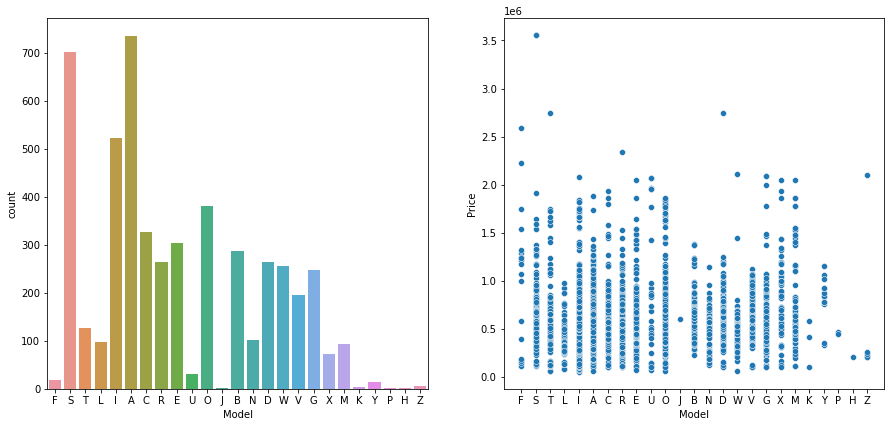 700
600
500
400
300
200
100
0
count
F S T L I A C R E U O J B N D W V G X M K Y P H Z
Model
1e6
3.5
3.0
2.5
2.0
1.5
1.0
0.5
0.0
Price
F S T L I A C R E U O J B N D W V G X M K Y P H Z
Model